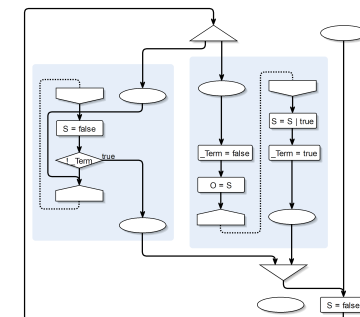 S = false
! _Term
true
_Term = false
O = S
S = S | true
_Term = true
S = false